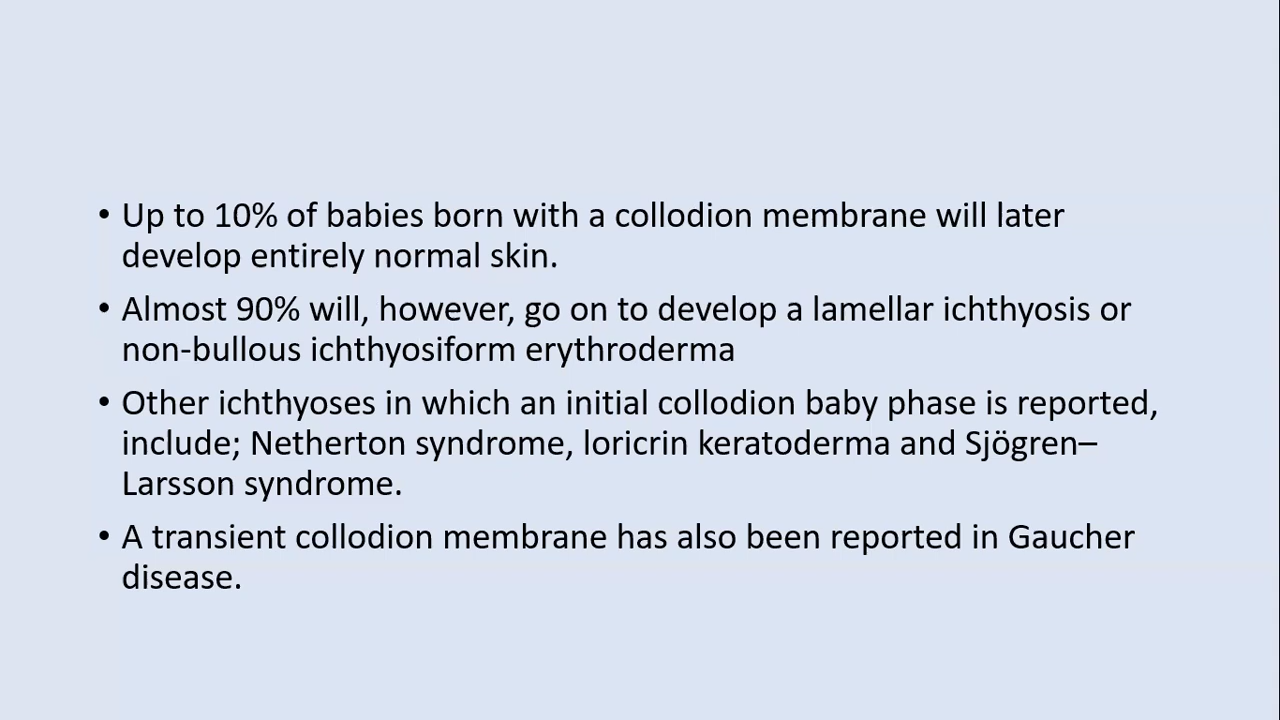 • Up to 10% of babies born with a collodion membrane will later
develop entirely normal skin.
• Almost 90% will, however, go on to develop a lamellar ichthyosis or
non-bullous ichthyosiform erythroderma
• Other ichthyoses in which an initial collodion baby phase is reported,
include; Netherton syndrome, loricrin keratoderma and Sjögren–
Larsson syndrome.
• A transient collodion membrane has also been reported in Gaucher
disease.